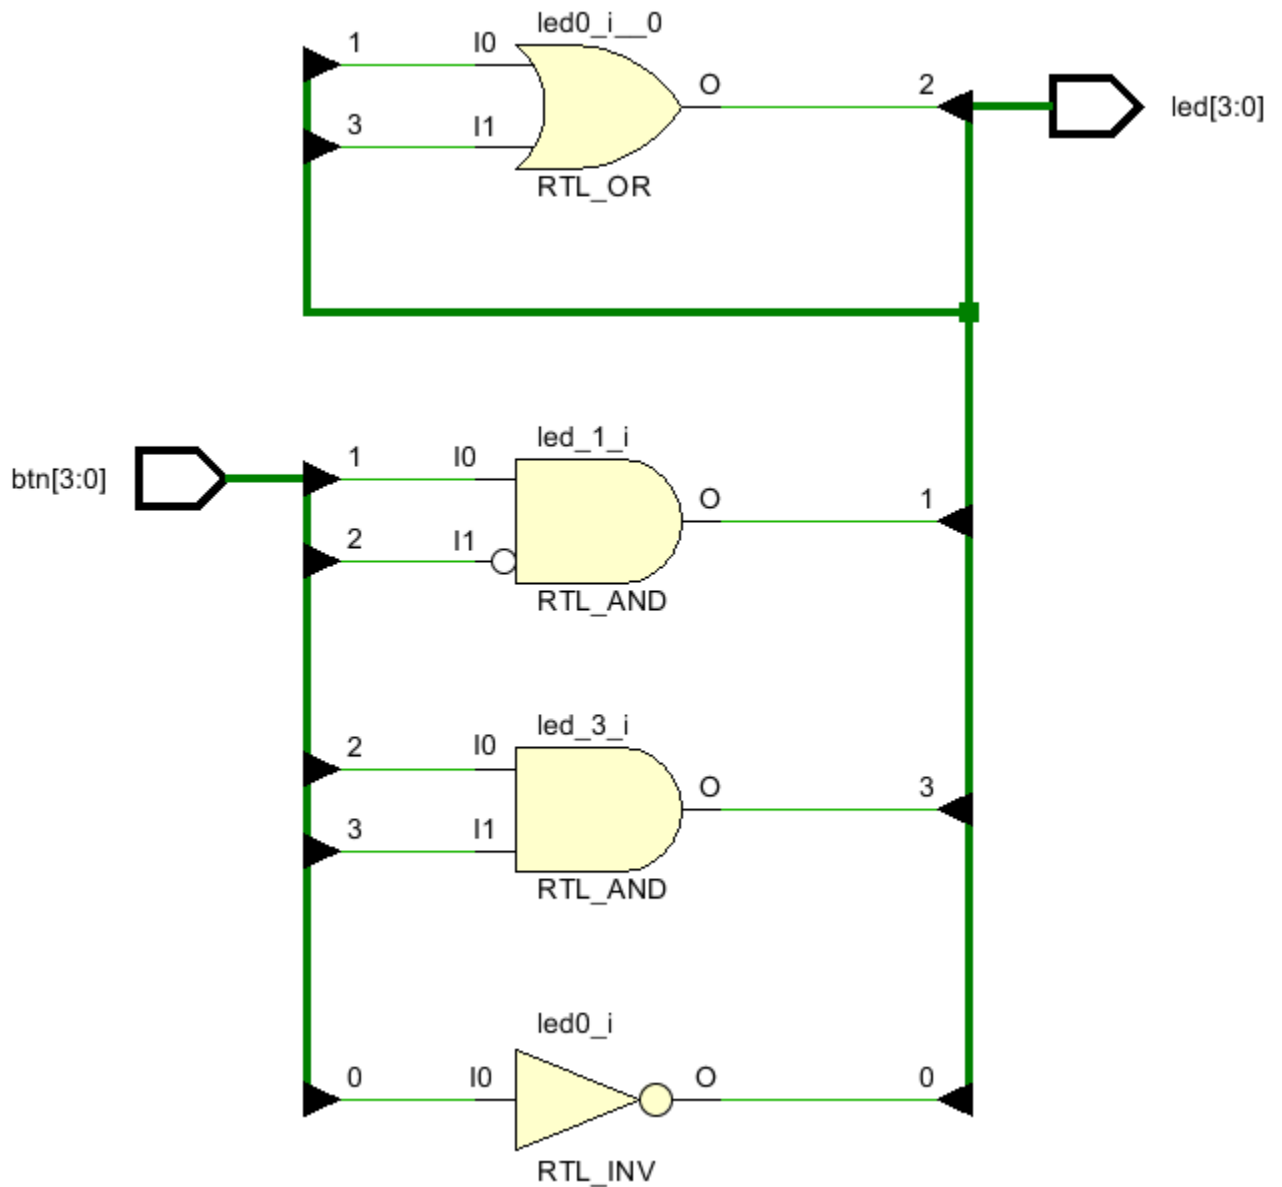 led0_i__0
1 I0
O 2
led[3:0]
3 I1
RTL_OR
led_1_i
btn[3:0]
1 I0
O 1
2 I1
RTL_AND
led_3_i
2 I0
O 3
3 I1
RTL_AND
led0_i
0 I0 O 0
RTL_INV